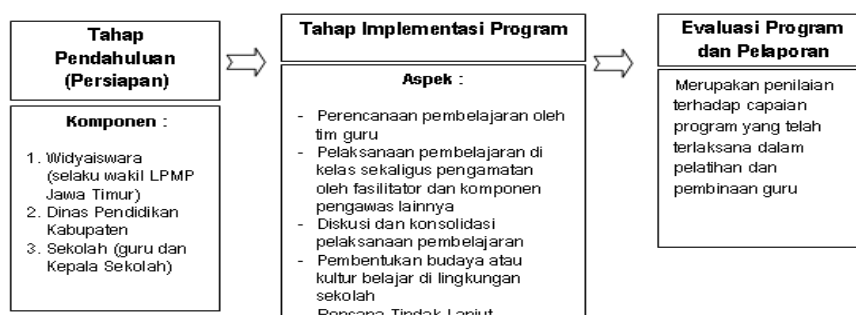 Tahap
Pendahuluan
(Persiapan)
Komponen :
1. Widyaiswara
(selaku wakil LPMP
Jawa Timur)
2. Dinas Pendidikan
Kabupaten
3. Sekolah (guru dan
Kepala Sekolah)
Tahap Implementasi Program
Aspek :
- Perencanaan pembelajaran oleh
tim guru
- Pelaksanaan pembelajaran di
kelas sekaligus pengamatan
oleh fasilitator dan komponen
pengawas lainnya
- Diskusi dan konsolidasi
pelaksanaan pembelajaran
- Pembentukan budaya atau
kultur belajar di lingkungan
sekolah
- Rencana Tindak Lanjut
Evaluasi Program
dan Pelaporan
Merupakan penilaian
terhadap capaian
program yang telah
terlaksana dalam
pelatihan dan
pembinaan guru